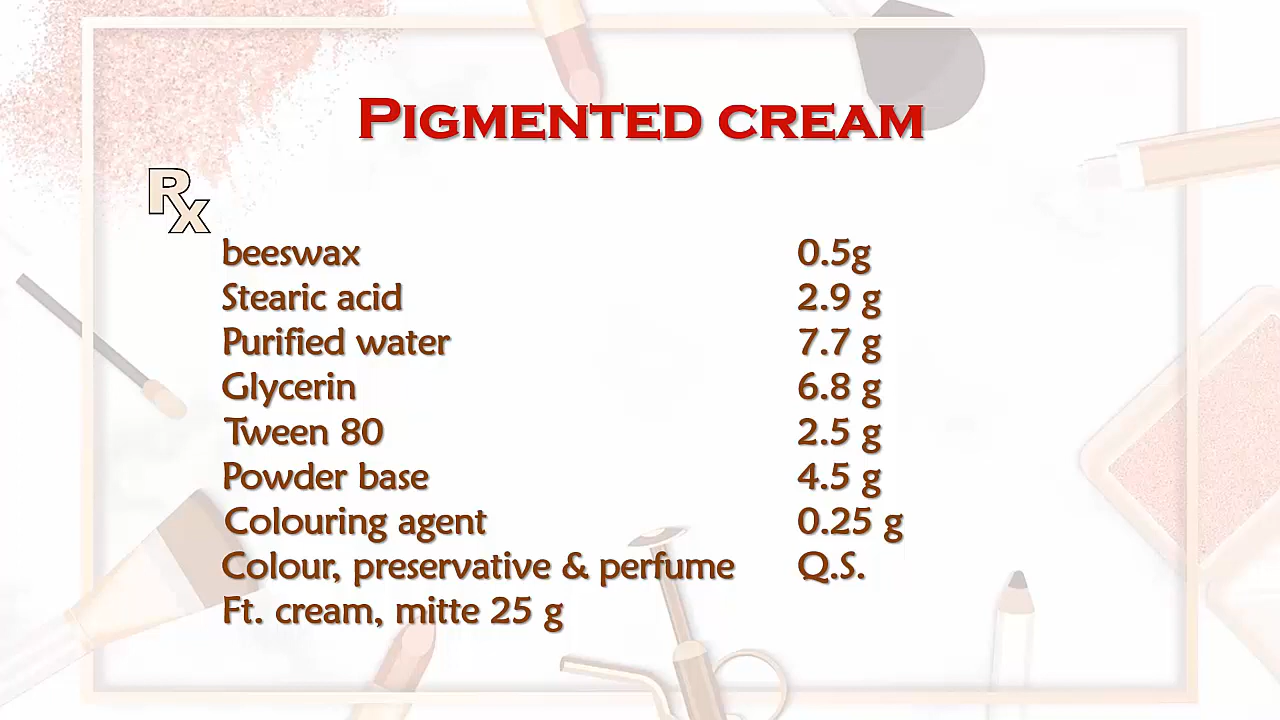 PIGMENTED CREAM
Rx
beeswax 0.5g
Stearic acid 2.9 g
Purified water 7.7 g
Glycerin 6.8 g
Tween 80 2.5 g
Powder base 4.5 g
Colouring agent 0.25 g
Colour, preservative & perfume Q.S.
Ft. cream, mitte 25 g